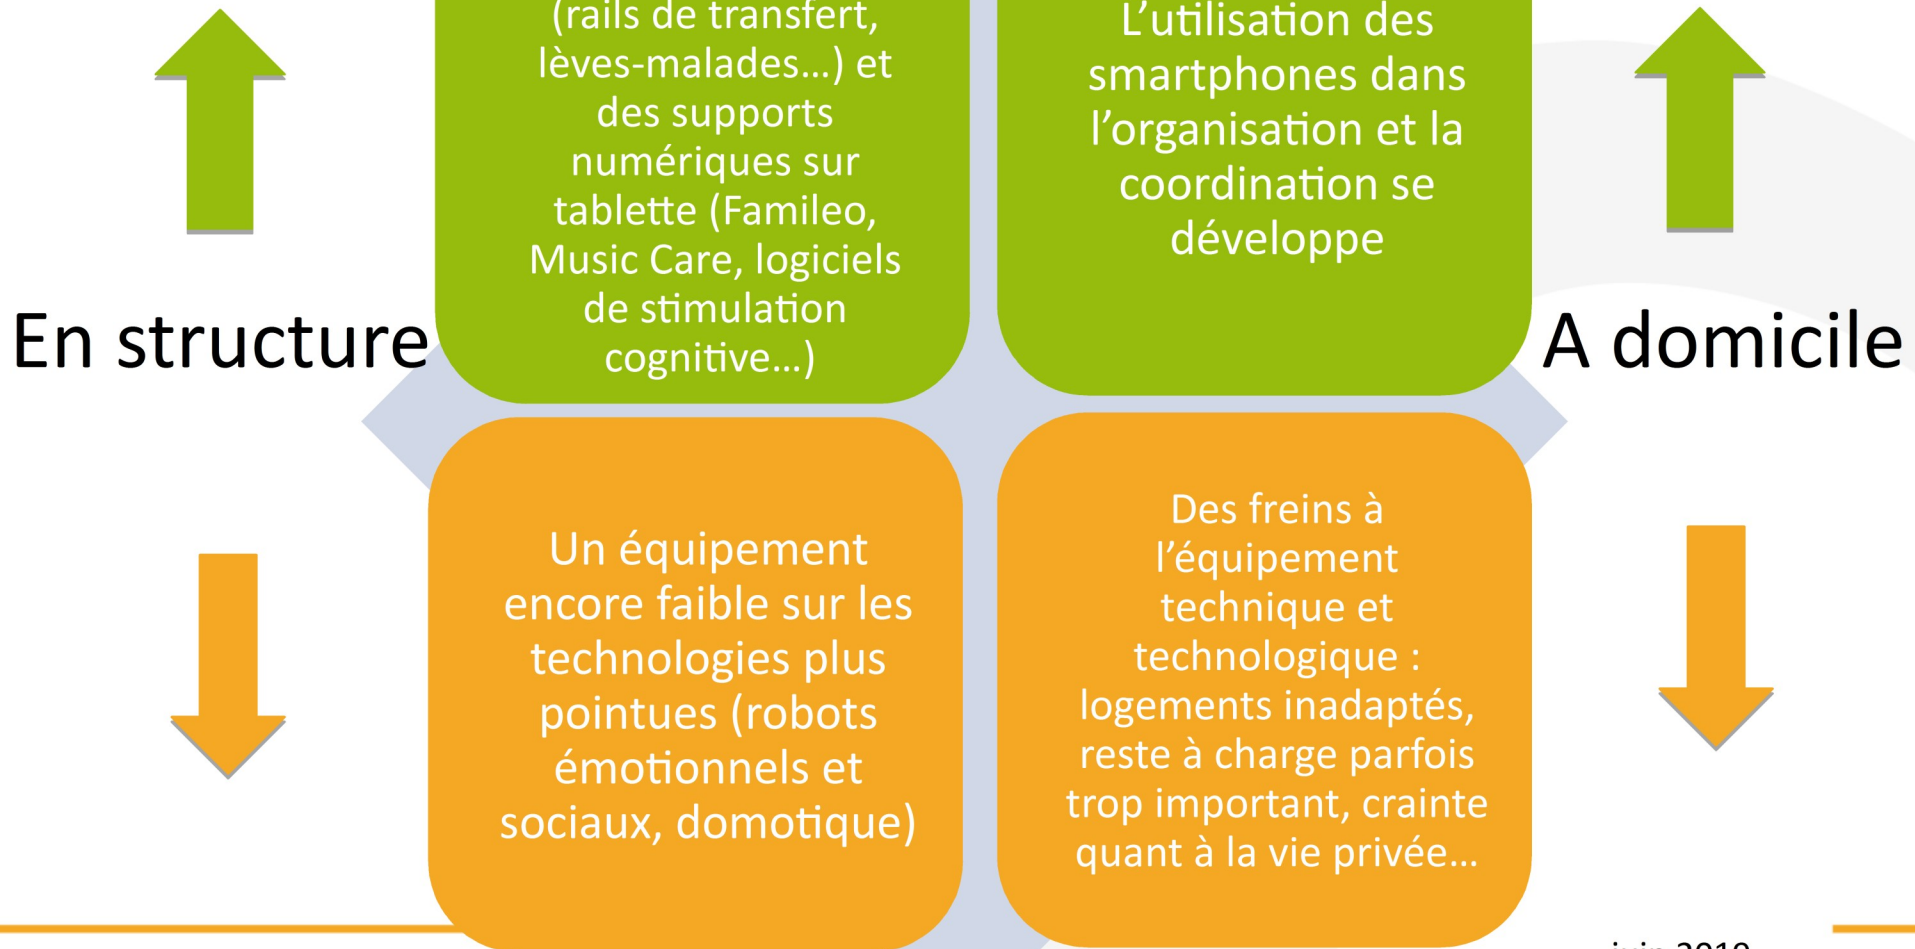 (rails de transfert,
lèves-malades…) et
des supports
numériques sur
tablette (Famileo,
Music Care, logiciels
de stimulation
cognitive…)
L’utilisation des
smartphones dans
l’organisation et la
coordination se
développe
En structure
A domicile
Un équipement
encore faible sur les
technologies plus
pointues (robots
émotionnels et
sociaux, domotique)
Des freins à
l’équipement
technique et
technologique :
logements inadaptés,
reste à charge parfois
trop important, crainte
quant à la vie privée…
juin 2019